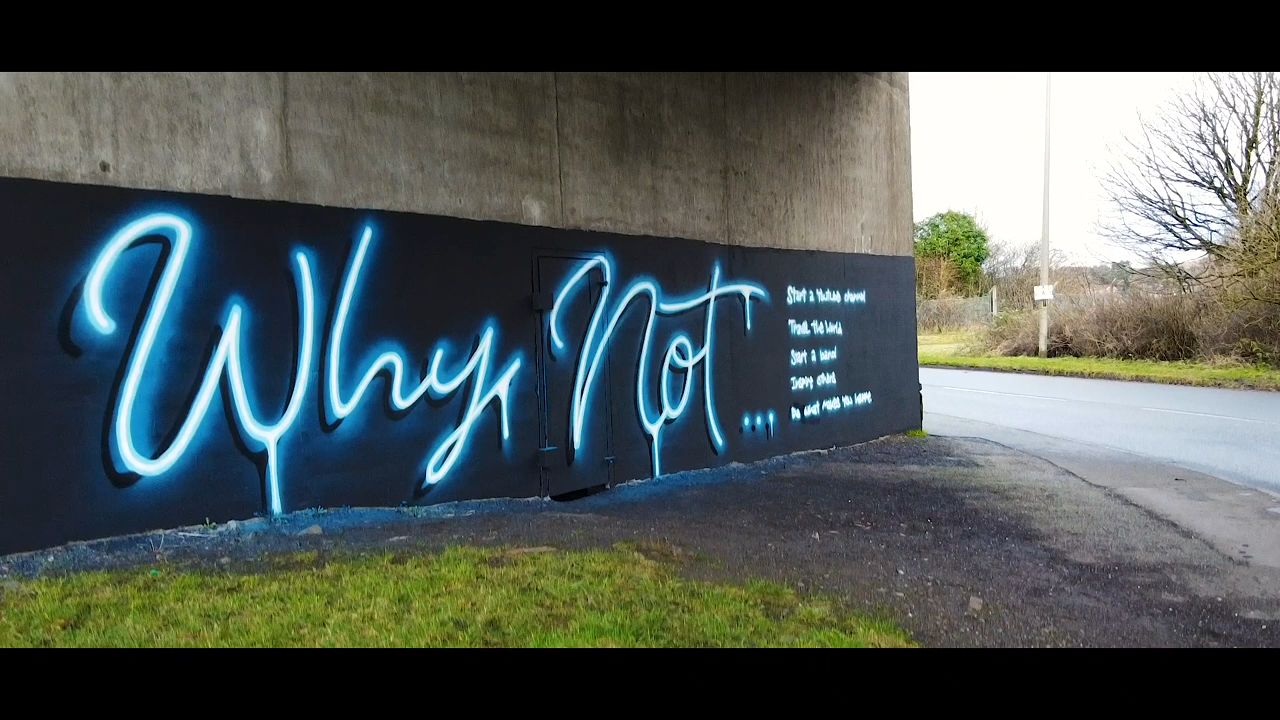 Why Not...
Start a Youtube channel
Travel the World
Start a band
Inspire others
Do what makes you happy